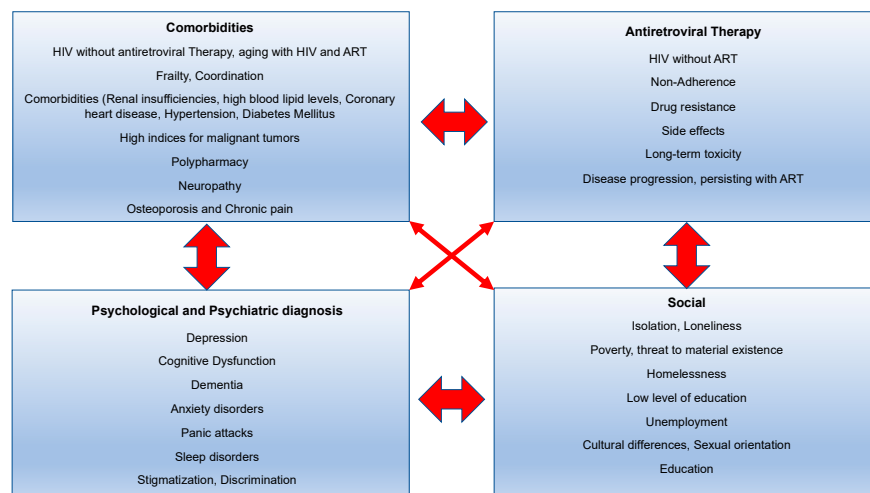 Comorbidities
HIV without antiretroviral Therapy, aging with HIV and ART
Frailty, Coordination
Comorbidities (Renal insufficiencies, high blood lipid levels, Coronary
heart disease, Hypertension, Diabetes Mellitus
High indices for malignant tumors
Polypharmacy
Neuropathy
Osteoporosis and Chronic pain
Antiretroviral Therapy
HIV without ART
Non-Adherence
Drug resistance
Side effects
Long-term toxicity
Disease progression, persisting with ART
Psychological and Psychiatric diagnosis
Depression
Cognitive Dysfunction
Dementia
Anxiety disorders
Panic attacks
Sleep disorders
Stigmatization, Discrimination
Social
Isolation, Loneliness
Poverty, threat to material existence
Homelessness
Low level of education
Unemployment
Cultural differences, Sexual orientation
Education